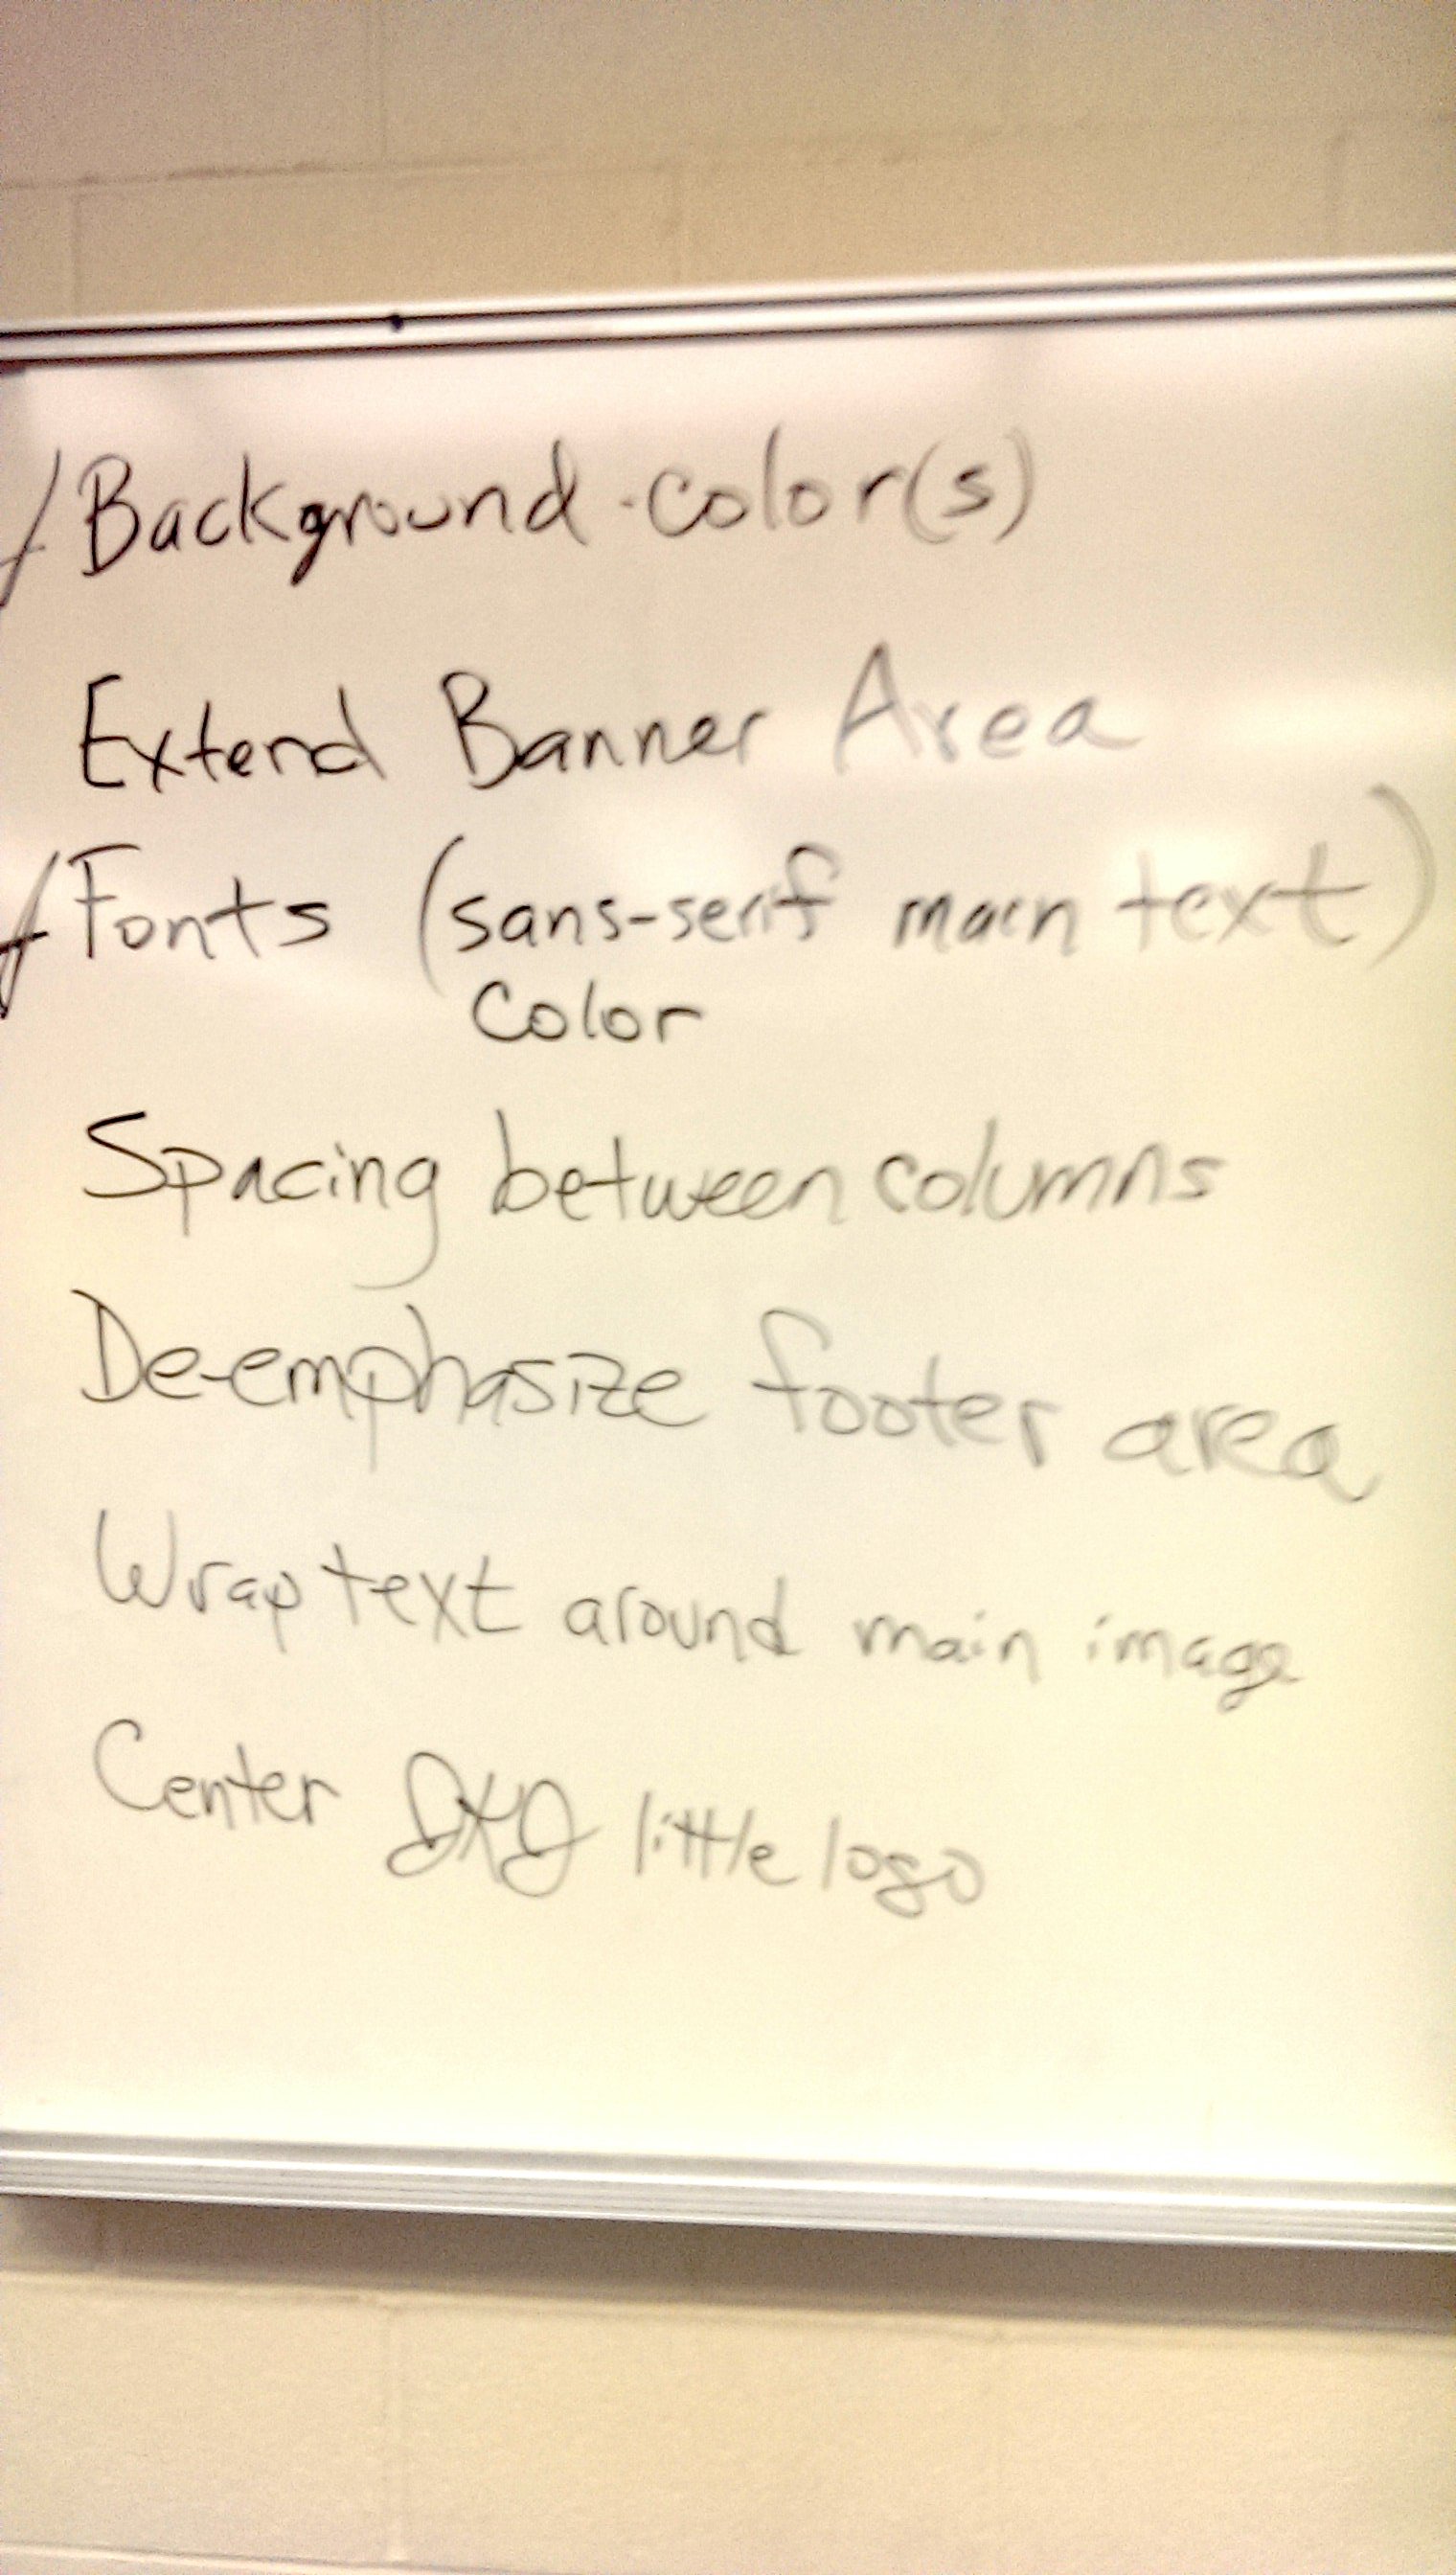 Background color(s)
Extend Banner Area
Fonts (sans-serif main text)
Color
Spacing between columns
De-emphasize footer area
Wrap text around main image
Center little logo